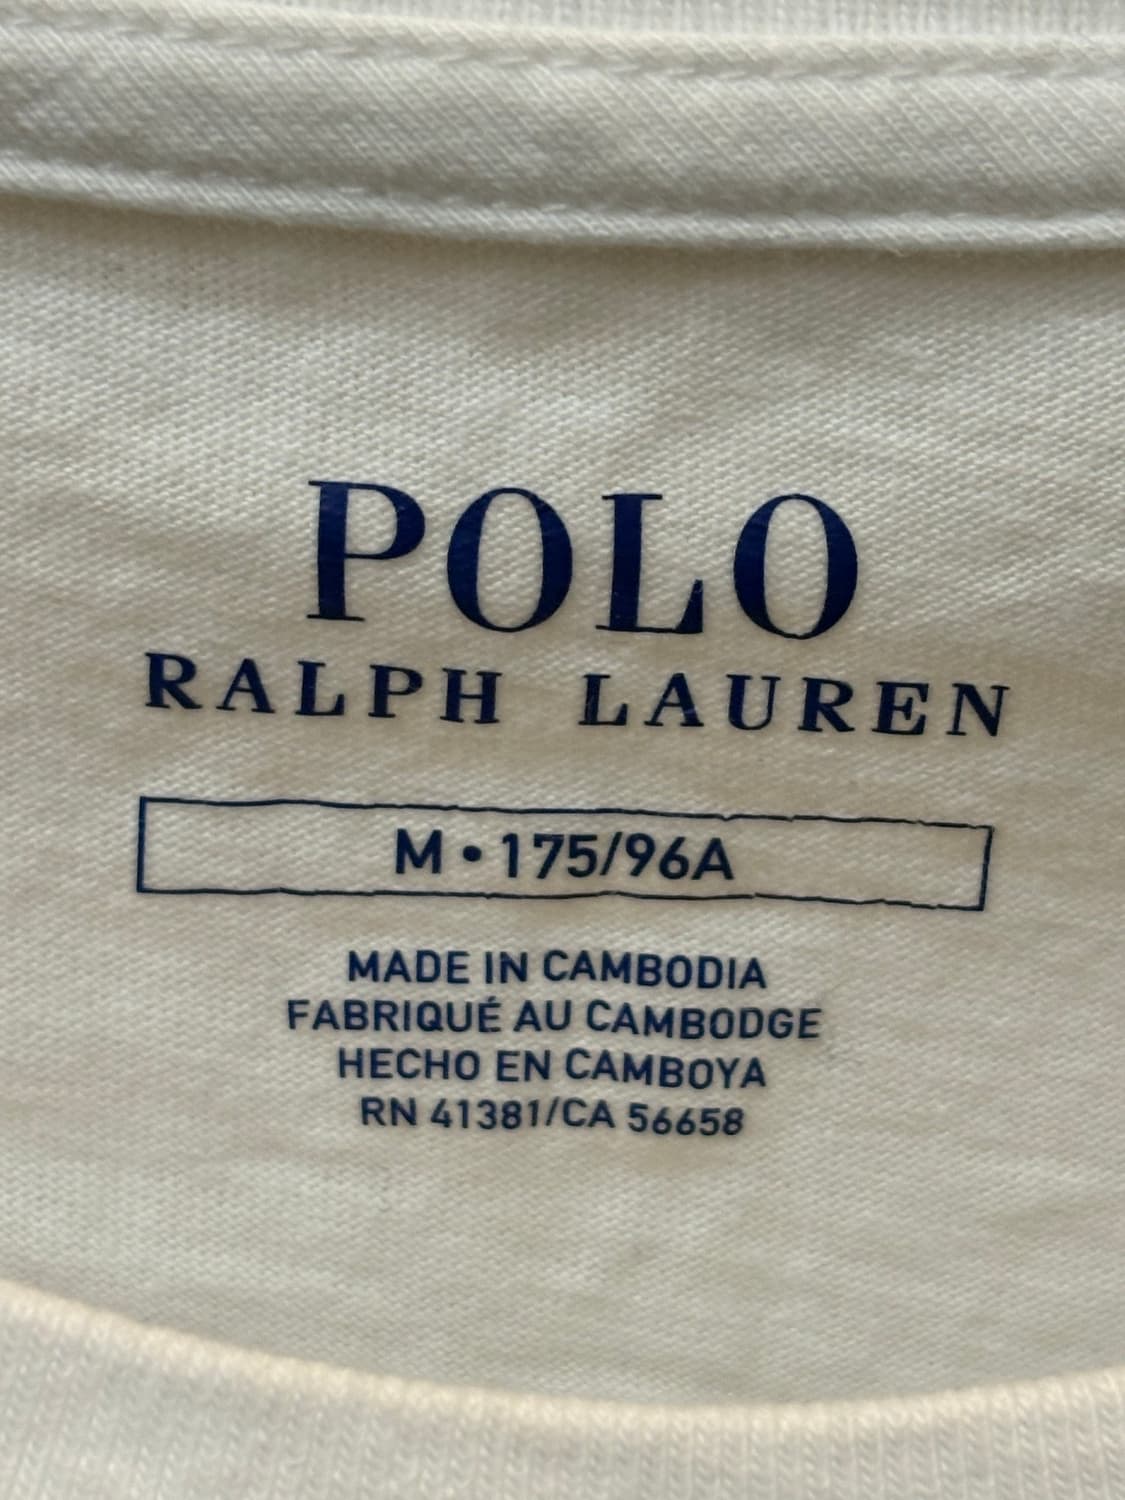 POLO
RALPH LAUREN
M • 175/96A
MADE IN CAMBODIA
FABRIQUÉ AU CAMBODGE
HECHO EN CAMBOYA
RN 41381/CA 56658